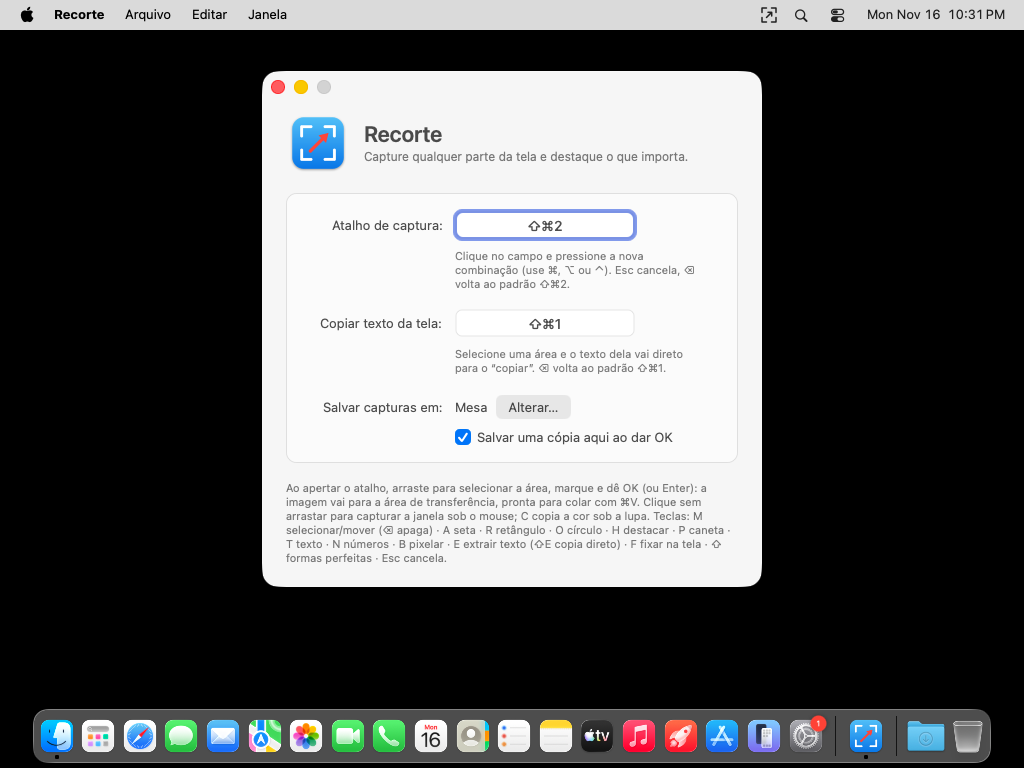 Recorte Arquivo Editar Janela Mon Nov 16 10:31 PM
Recorte
Capture qualquer parte da tela e destaque o que importa.
Atalho de captura: ⇧⌘2
Clique no campo e pressione a nova
combinação (use ⌘, ⌥ ou ^). Esc cancela, ⌫
volta ao padrão ⇧⌘2.
Copiar texto da tela: ⇧⌘1
Selecione uma área e o texto dela vai direto
para o “copiar”. ⌫ volta ao padrão ⇧⌘1.
Salvar capturas em: Mesa Alterar...
Salvar uma cópia aqui ao dar OK
Ao apertar o atalho, arraste para selecionar a área, marque e dê OK (ou Enter): a
imagem vai para a área de transferência, pronta para colar com ⌘V. Clique sem
arrastar para capturar a janela sob o mouse; C copia a cor sob a lupa. Teclas: M
selecionar/mover (⌫ apaga) · A seta · R retângulo · O círculo · H destacar · P caneta ·
T texto · N números · B pixelar · E extrair texto (⇧E copia direto) · F fixar na tela · ⇧
formas perfeitas · Esc cancela.
Mon
16
tv
1